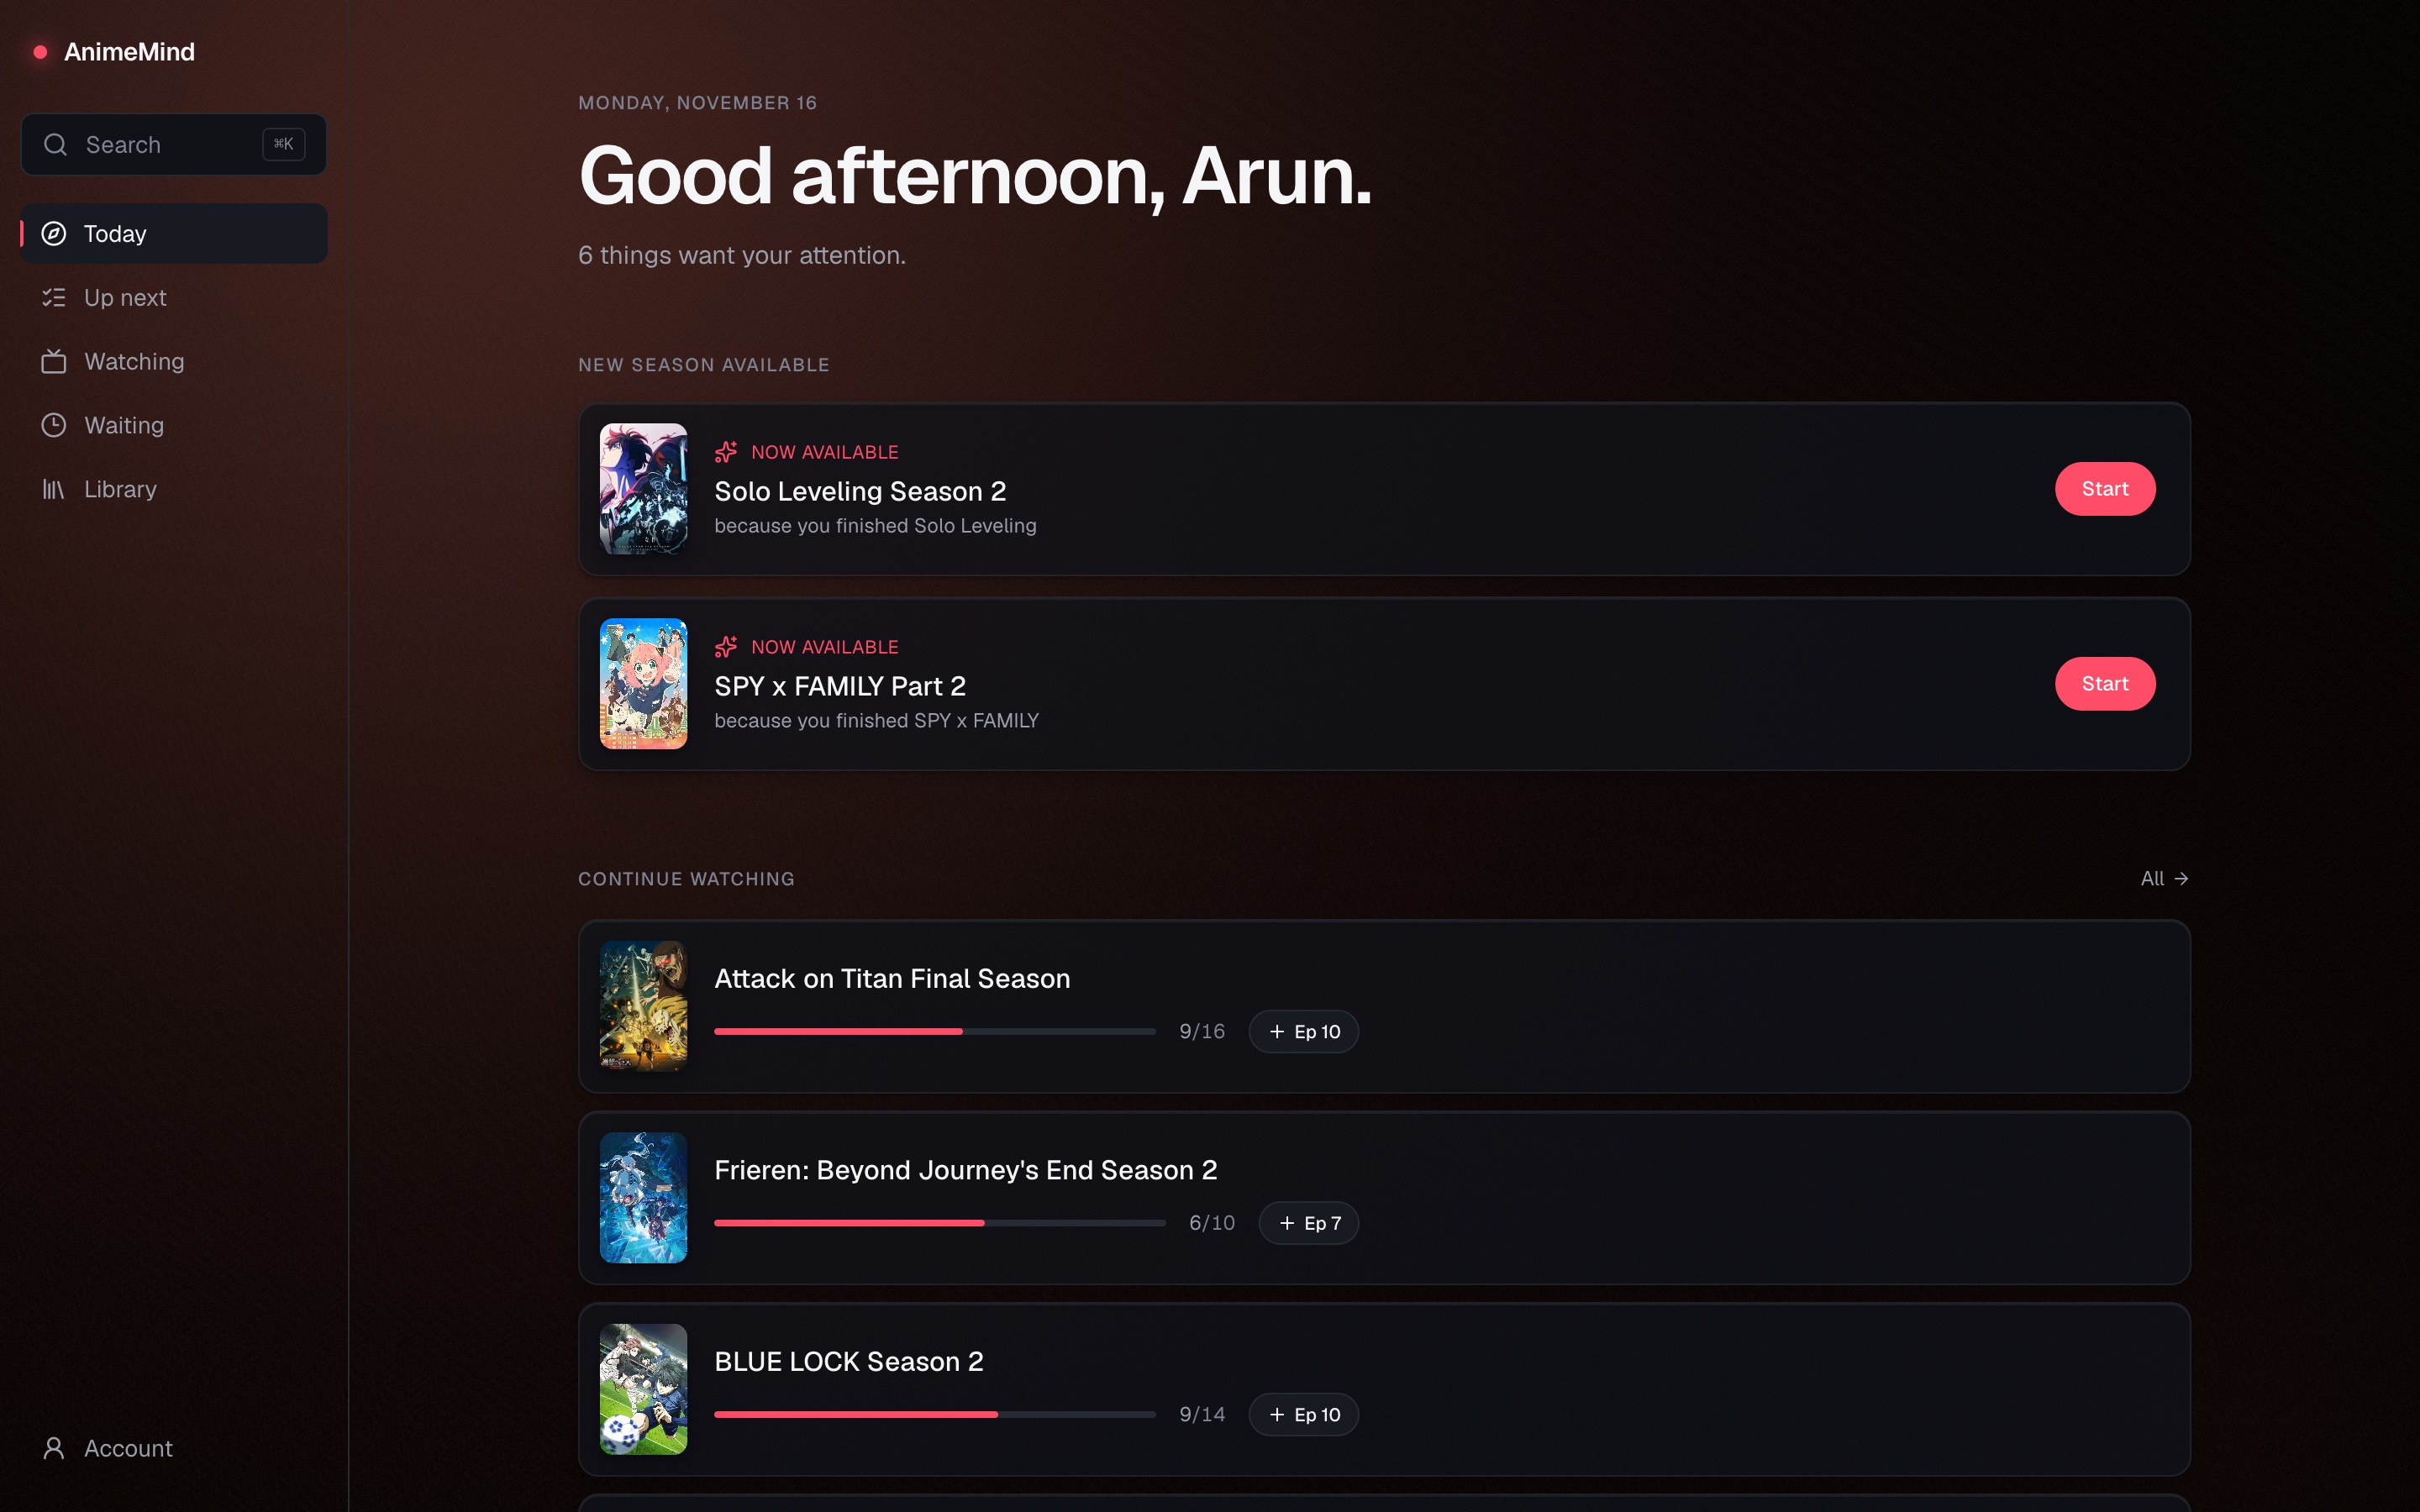 AnimeMind
Search
⌘K
Today
Up next
Watching
Waiting
Library
Account
MONDAY, NOVEMBER 16
Good afternoon, Arun.
6 things want your attention.
NEW SEASON AVAILABLE
NOW AVAILABLE
Solo Leveling Season 2
because you finished Solo Leveling
Start
NOW AVAILABLE
SPY x FAMILY Part 2
because you finished SPY x FAMILY
Start
CONTINUE WATCHING
All →
Attack on Titan Final Season
9/16
+ Ep 10
Frieren: Beyond Journey's End Season 2
6/10
+ Ep 7
BLUE LOCK Season 2
9/14
+ Ep 10